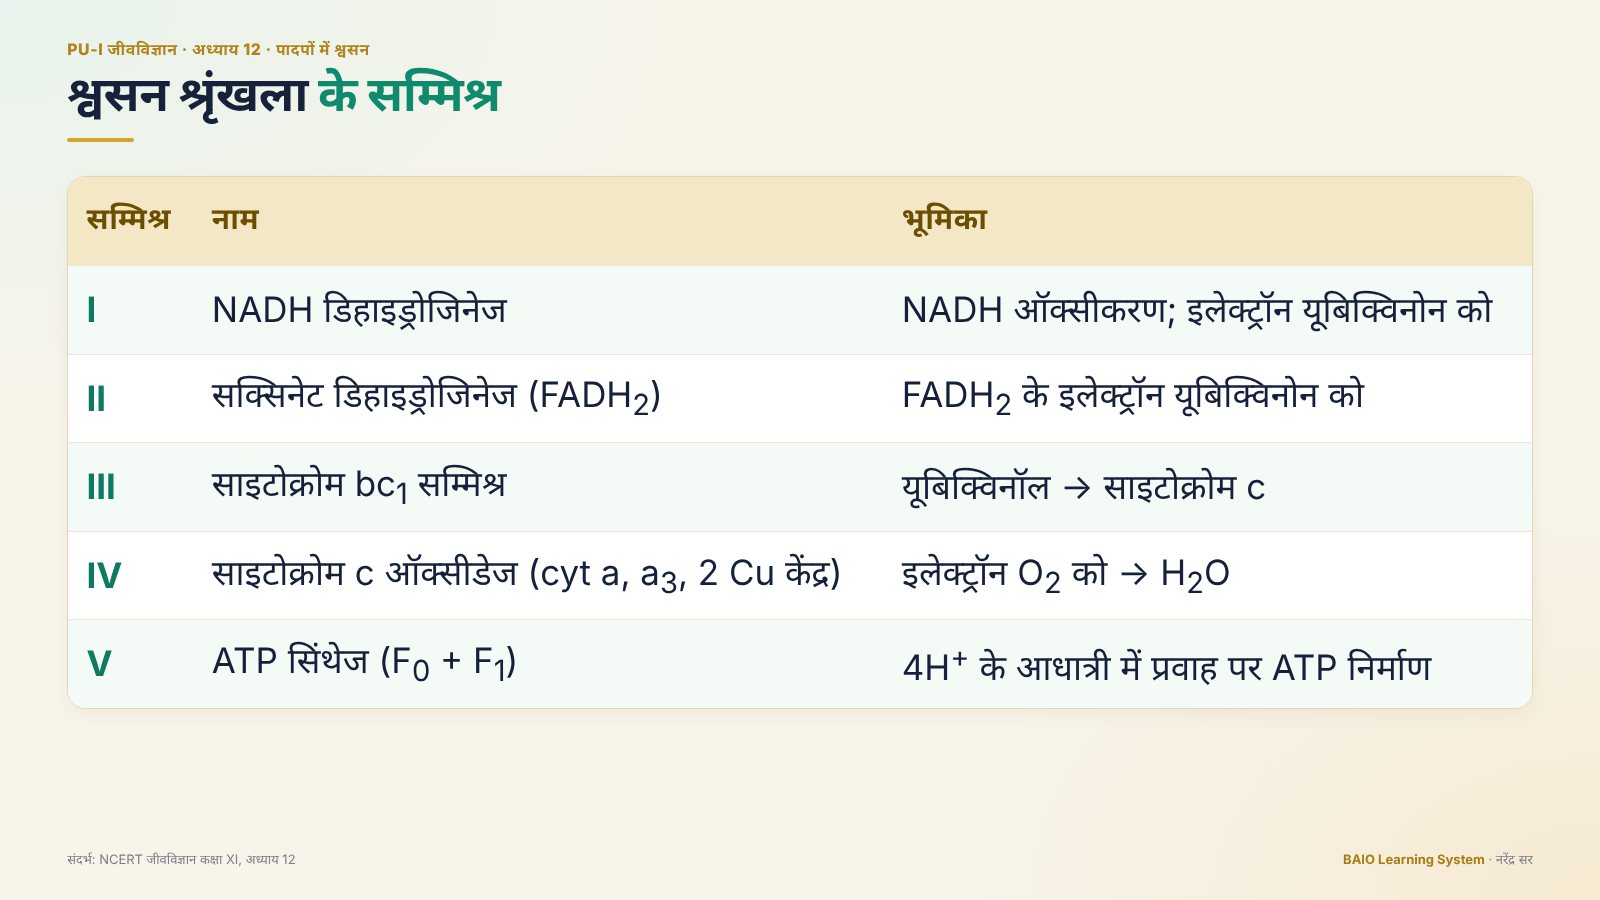 PU-I जीवविज्ञान · अध्याय 12 · पादपों में श्वसन
श्वसन श्रृंखला के सम्मिश्र
सम्मिश्र नाम भूमिका
I NADH डिहाइड्रोजिनेज NADH ऑक्सीकरण; इलेक्ट्रॉन यूबिक्विनोन को
II सक्सिनेट डिहाइड्रोजिनेज (FADH₂) FADH₂ के इलेक्ट्रॉन यूबिक्विनोन को
III साइटोक्रोम bc₁ सम्मिश्र यूबिक्विनॉल → साइटोक्रोम c
IV साइटोक्रोम c ऑक्सीडेज (cyt a, a₃, 2 Cu केंद्र) इलेक्ट्रॉन O₂ को → H₂O
V ATP सिंथेज (F₀ + F₁) 4H⁺ के आधात्री में प्रवाह पर ATP निर्माण
संदर्भ: NCERT जीवविज्ञान कक्षा XI, अध्याय 12
BAIO Learning System · नरेंद्र सर